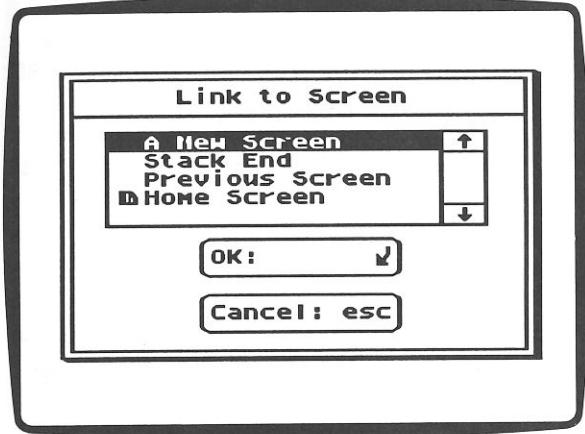 Link to Screen
A New Screen
Stack End
Previous Screen
Home Screen
OK:
Cancel: esc